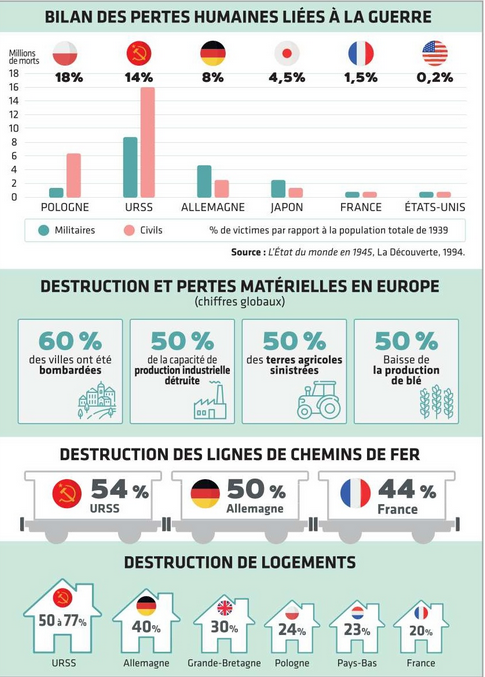 BILAN DES PERTES HUMAINES LIÉES À LA GUERRE
Millions
de morts
18% 14% 8% 4,5% 1,5% 0,2%
18
16
14
12
10
8
6
4
2
0
POLOGNE URSS ALLEMAGNE JAPON FRANCE ÉTATS-UNIS
Militaires Civils % de victimes par rapport à la population totale de 1939
Source : L'État du monde en 1945, La Découverte, 1994.
DESTRUCTION ET PERTES MATÉRIELLES EN EUROPE
(chiffres globaux)
60 %
des villes ont été
bombardées
50 %
de la capacité de
production industrielle
détruite
50 %
des terres agricoles
sinistrées
50 %
Baisse de
la production
de blé
DESTRUCTION DES LIGNES DE CHEMINS DE FER
54 %
URSS
50 %
Allemagne
44 %
France
DESTRUCTION DE LOGEMENTS
50 à 77% 40% 30% 24% 23% 20%
URSS Allemagne Grande-Bretagne Pologne Pays-Bas France